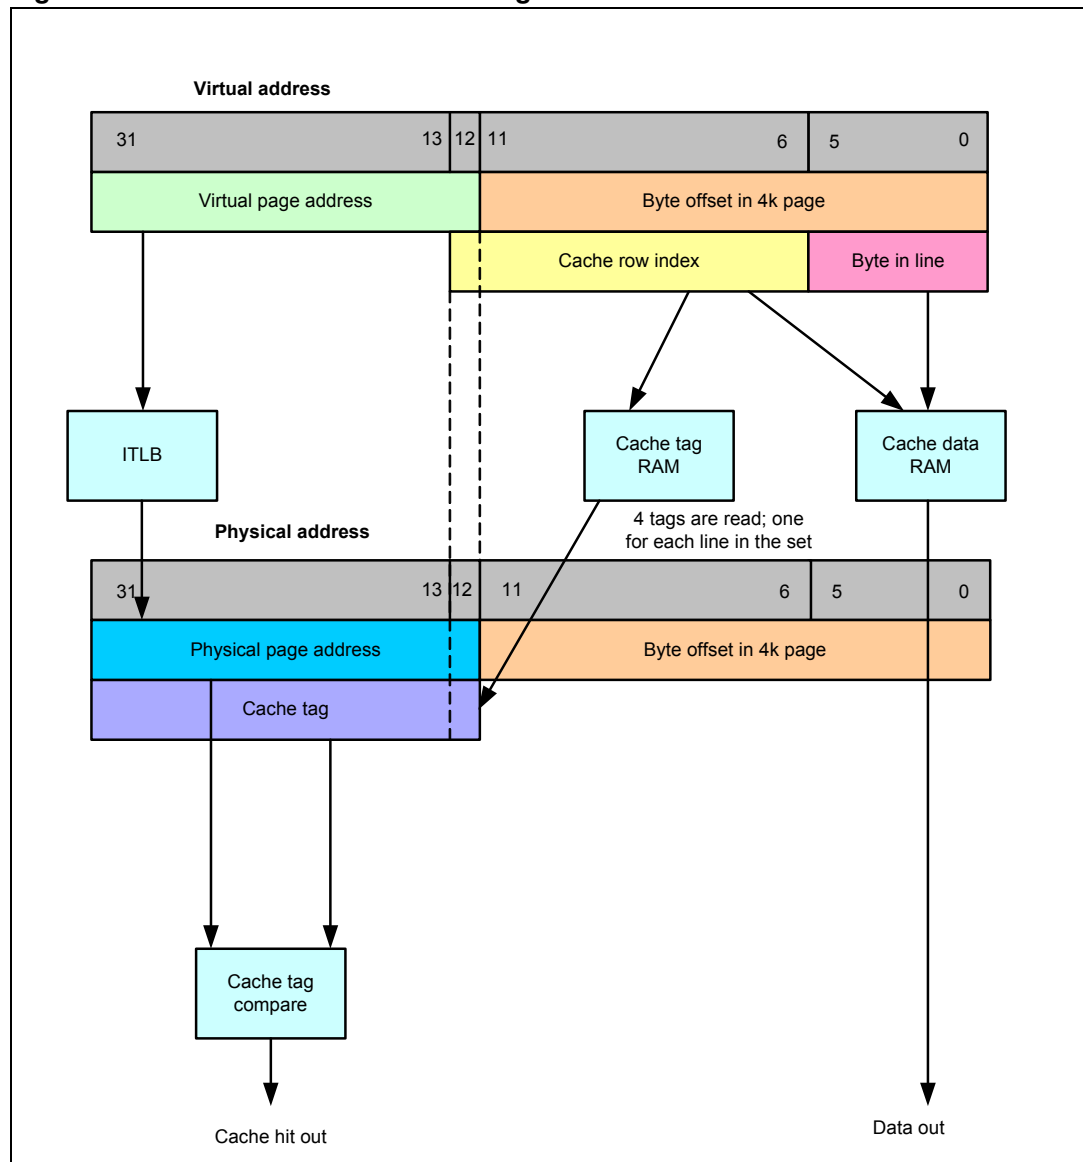 Virtual address
31 13 12 11 6 5 0
Virtual page address Byte offset in 4k page
Cache row index Byte in line
ITLB
Cache tag
RAM
Cache data
RAM
4 tags are read; one
for each line in the set
Physical address
31 13 12 11 6 5 0
Physical page address Byte offset in 4k page
Cache tag
Cache tag
compare
Cache hit out
Data out